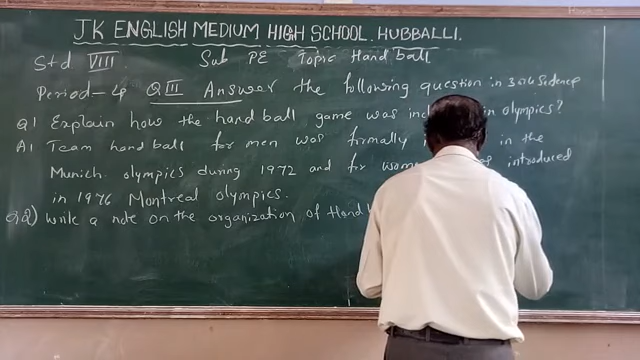 JK ENGLISH MEDIUM HIGH SCHOOL. HUBBALLI.
Std VIII. Sub PE Topic Hand ball
Period-4 QIII Answer the following question in 3 or 4 Sentence
Q1 Explain how the hand ball game was in olympics?
A1 Team hand ball for men was formally in the
Munich olympics during 1972 and for introduced
in 1976 Montreal olympics.
Q2) Write a note on the organization of Hand